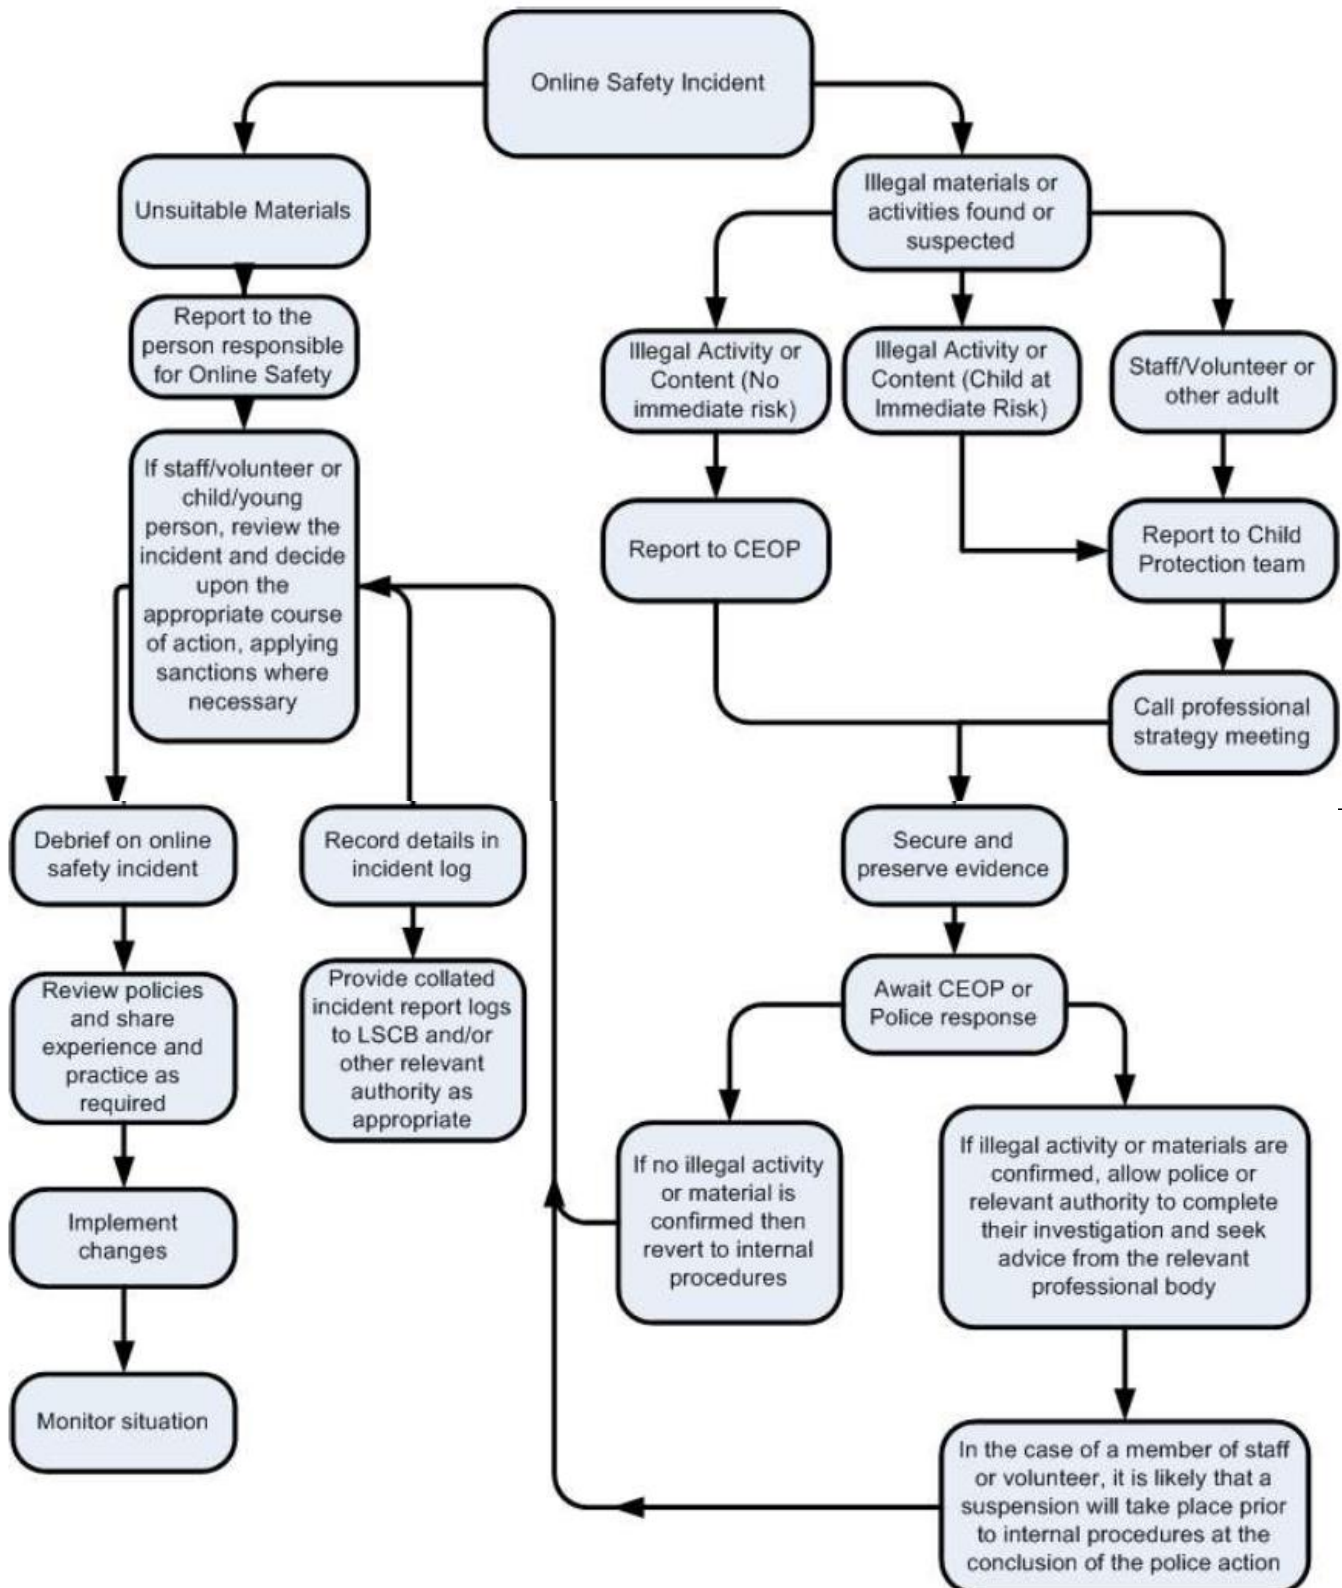 Online Safety Incident
Unsuitable Materials
Illegal materials or
activities found or
suspected
Report to the
person responsible
for Online Safety
Illegal Activity or
Content (No
immediate risk)
Illegal Activity or
Content (Child at
Immediate Risk)
Staff/Volunteer or
other adult
If staff/volunteer or
child/young
person, review the
incident and decide
upon the
appropriate course
of action, applying
sanctions where
necessary
Report to CEOP
Report to Child
Protection team
Call professional
strategy meeting
Debrief on online
safety incident
Record details in
incident log
Secure and
preserve evidence
Review policies
and share
experience and
practice as
required
Provide collated
incident report logs
to LSCB and/or
other relevant
authority as
appropriate
Await CEOP or
Police response
If no illegal activity
or material is
confirmed then
revert to internal
procedures
If illegal activity or materials are
confirmed, allow police or
relevant authority to complete
their investigation and seek
advice from the relevant
professional body
Implement
changes
Monitor situation
In the case of a member of staff
or volunteer, it is likely that a
suspension will take place prior
to internal procedures at the
conclusion of the police action